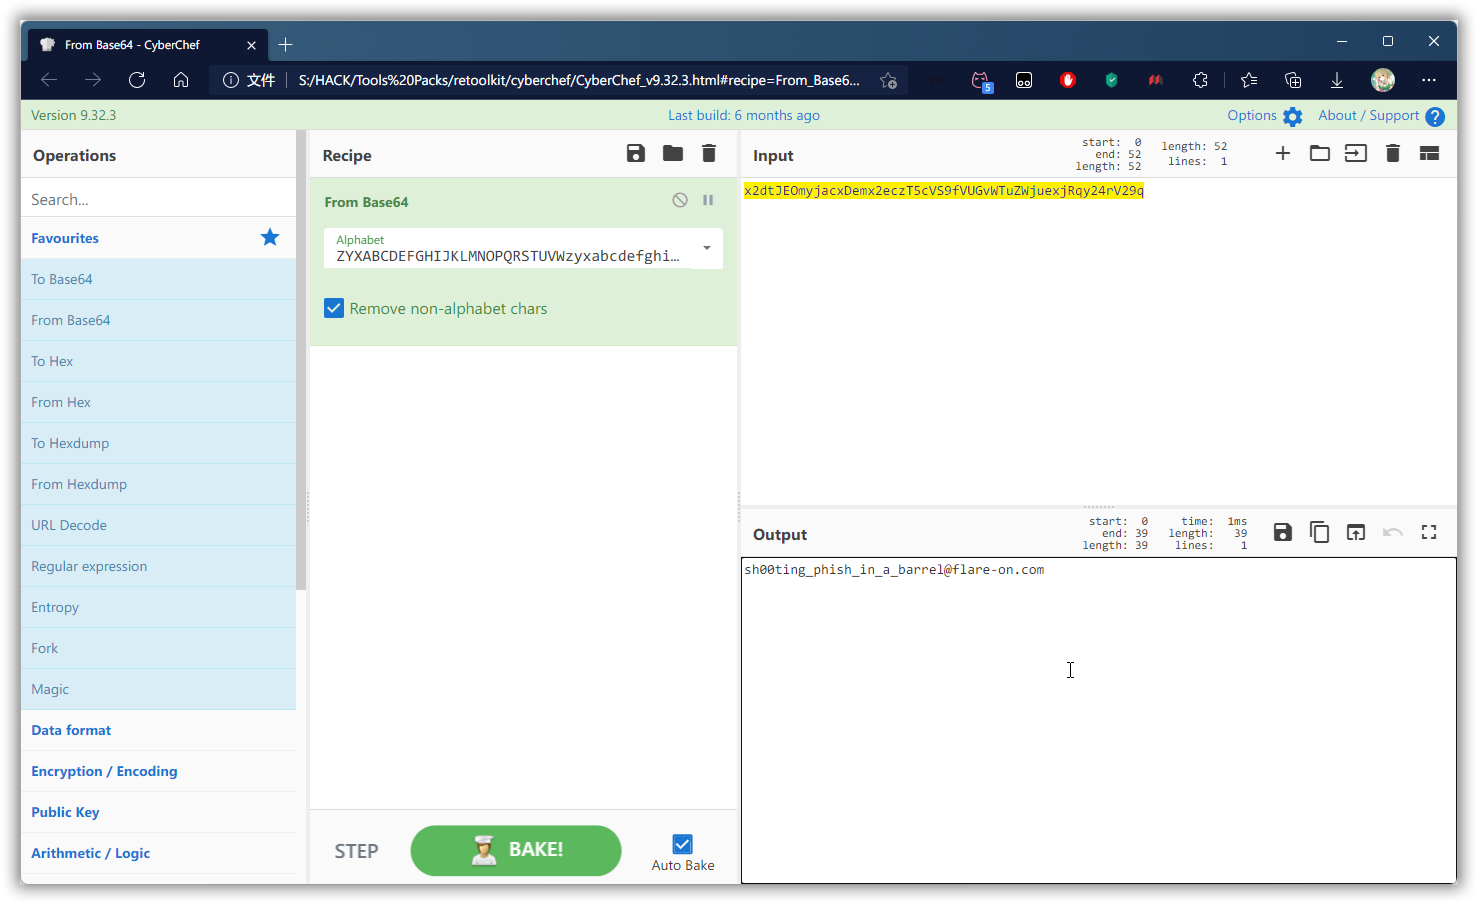 From Base64 - CyberChef
文件
S:/HACK/Tools%20Packs/retoolkit/cyberchef/CyberChef_v9.32.3.html#recipe=From_Base6...
5
Version 9.32.3
Last build: 6 months ago
Options
About / Support
Operations
Search...
Favourites
To Base64
From Base64
To Hex
From Hex
To Hexdump
From Hexdump
URL Decode
Regular expression
Entropy
Fork
Magic
Data format
Encryption / Encoding
Public Key
Arithmetic / Logic
Recipe
From Base64
Alphabet
ZYXABCDEFGHIJKLMNOPQRSTUVWzyxabcdefghi...
Remove non-alphabet chars
STEP
BAKE!
Auto Bake
Input
start: 0
end: 52
length: 52
length: 52
lines: 1
x2dtJEOmyjacxDemx2eczT5cVS9fVUGvWTuZWjuexjRqy24rV29q
Output
start: 0
end: 39
length: 39
time: 1ms
length: 39
lines: 1
sh00ting_phish_in_a_barrel@flare-on.com